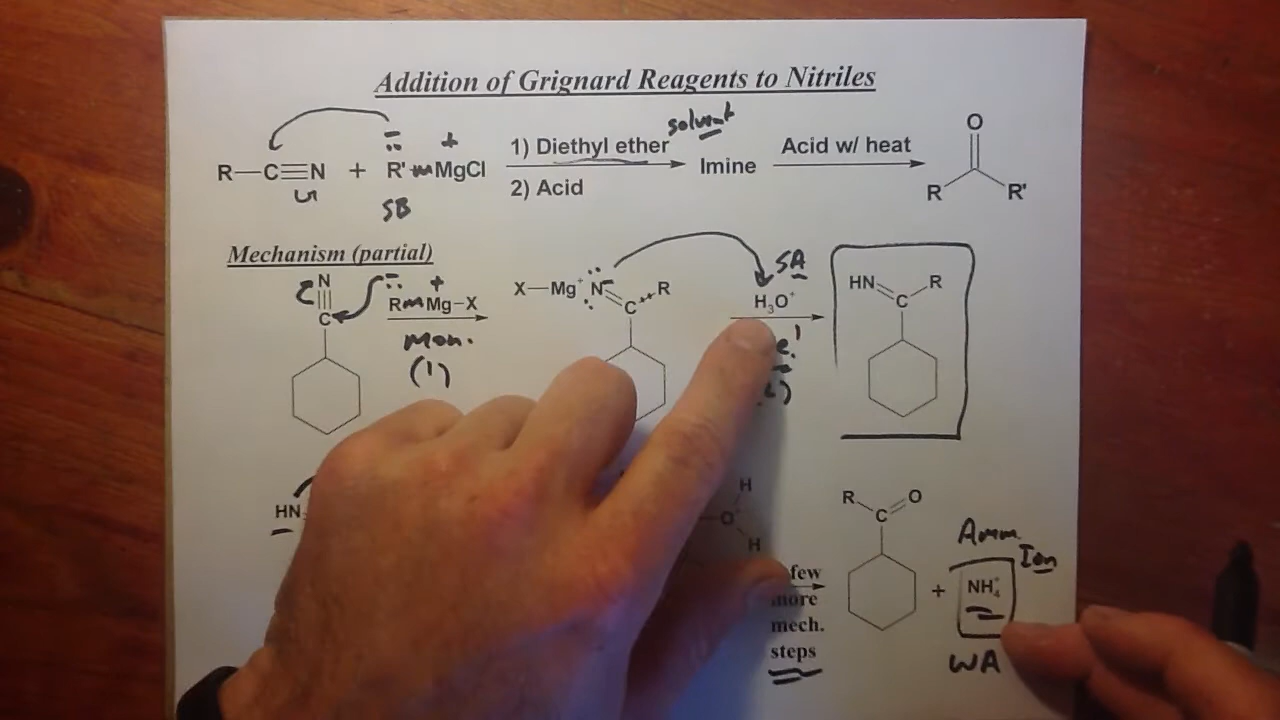 Addition of Grignard Reagents to Nitriles
R—C≡N + R' MgCl 1) Diethyl ether solvent Imine Acid w/ heat O
2) Acid R R'
SB
Mechanism (partial)
N R Mg—X X—Mg⁺ N C R SA H₃O⁺ HN C R
C
Mon.
(1)
HN
H
O
H
R C O
Amm.
Ion
few
more
mech.
steps
+ NH₄⁺
WA